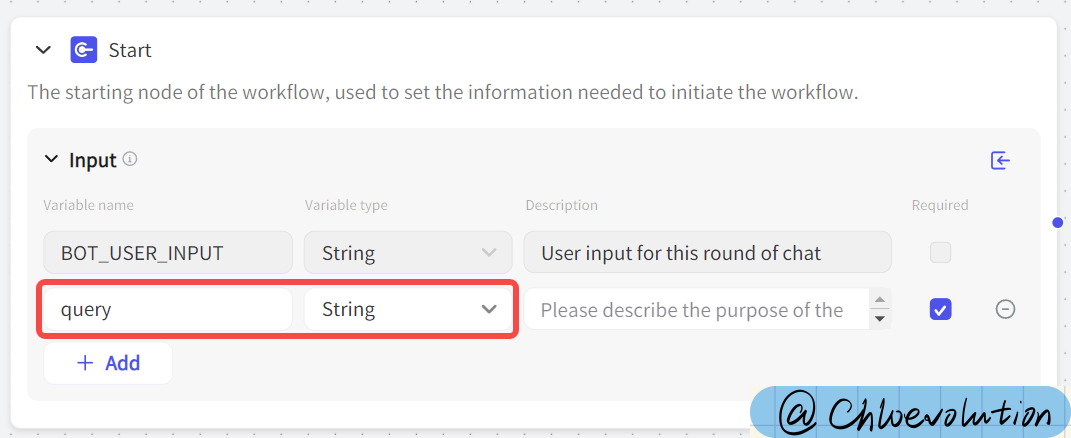 Start
The starting node of the workflow, used to set the information needed to initiate the workflow.
Input
Variable name Variable type Description Required
BOT_USER_INPUT String User input for this round of chat
query String Please describe the purpose of the
+ Add
@Chloevolution